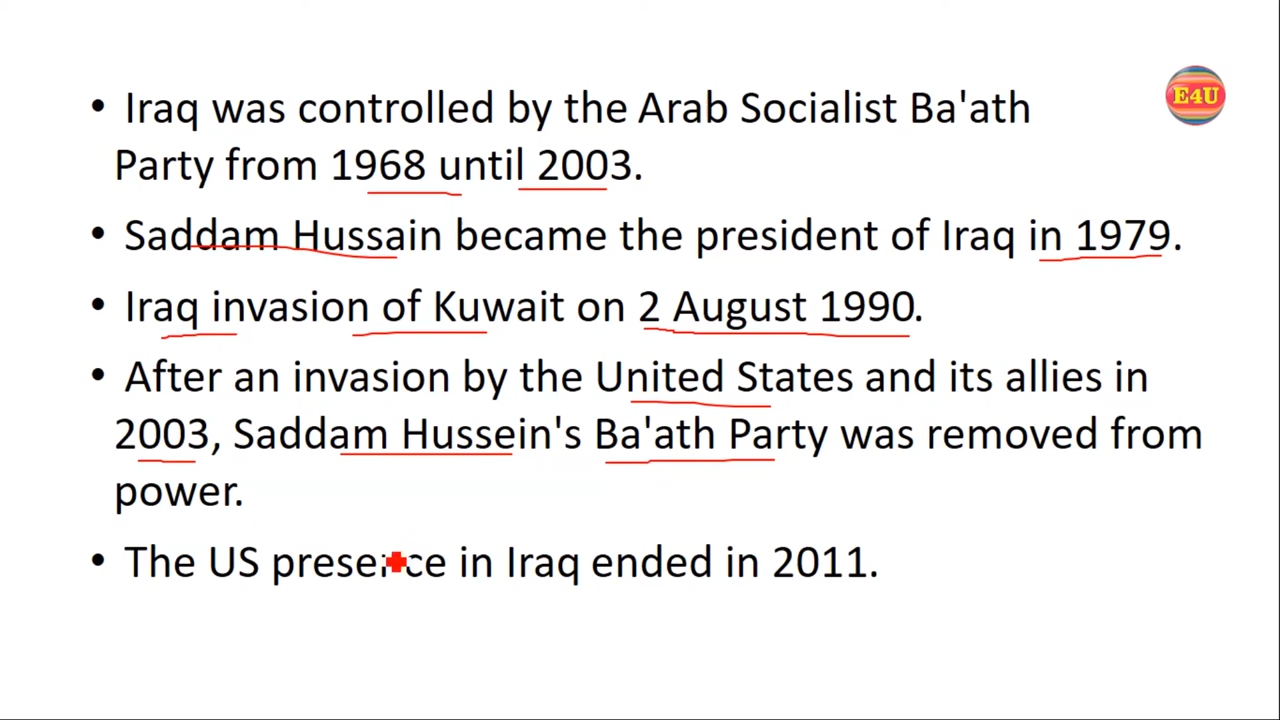 E4U
• Iraq was controlled by the Arab Socialist Ba'ath
Party from 1968 until 2003.
• Saddam Hussain became the president of Iraq in 1979.
• Iraq invasion of Kuwait on 2 August 1990.
• After an invasion by the United States and its allies in
2003, Saddam Hussein's Ba'ath Party was removed from
power.
• The US presence in Iraq ended in 2011.